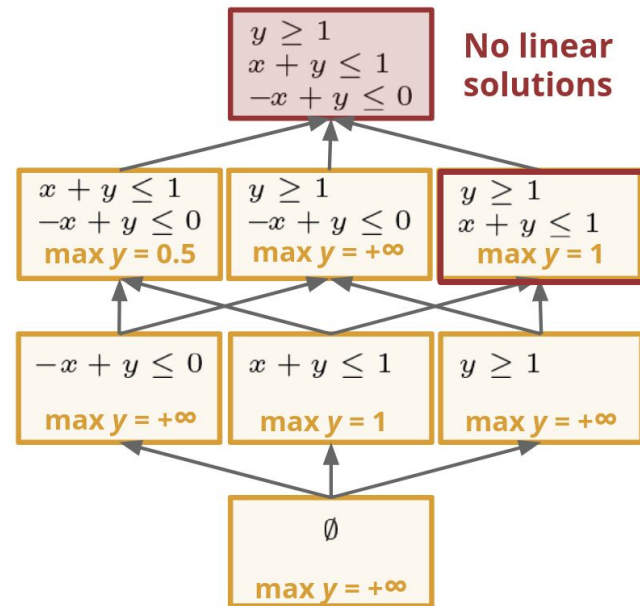 y ≥ 1
x + y ≤ 1
−x + y ≤ 0
No linear
solutions
x + y ≤ 1
−x + y ≤ 0
max y = 0.5
y ≥ 1
−x + y ≤ 0
max y = +∞
y ≥ 1
x + y ≤ 1
max y = 1
−x + y ≤ 0
max y = +∞
x + y ≤ 1
max y = 1
y ≥ 1
max y = +∞
∅
max y = +∞